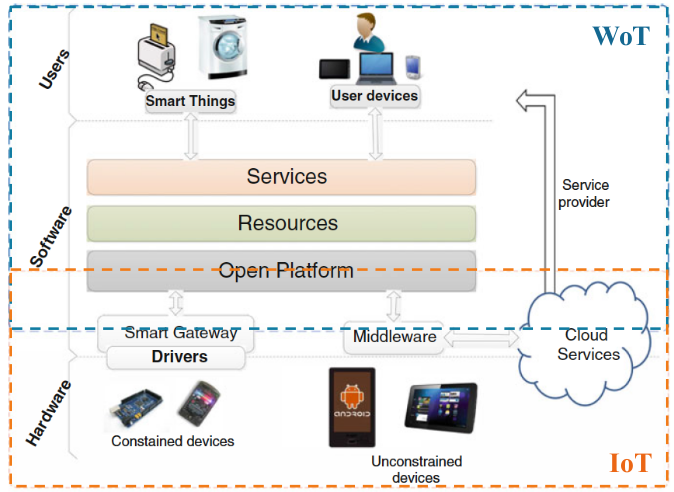 WoT
Users
Smart Things
User devices
Services
Service
provider
Resources
Software
Open Platform
Smart Gateway
Drivers
Middleware
Cloud
Services
Hardware
ANDROID
Constained devices
Unconstrained
devices
IoT